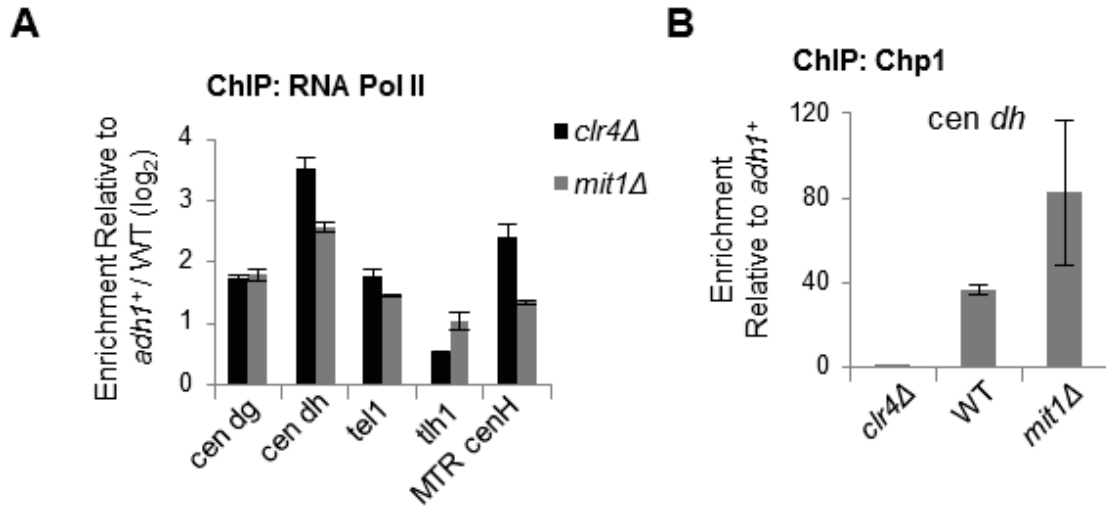 A
ChIP: RNA Pol II
Enrichment Relative to
adh1⁺ / WT (log₂)
4
3
2
1
0
cen dg
cen dh
tel1
tlh1
MTR cenH
clr4Δ
mit1Δ
B
ChIP: Chp1
cen dh
Enrichment
Relative to adh1⁺
120
80
40
0
clr4Δ
WT
mit1Δ